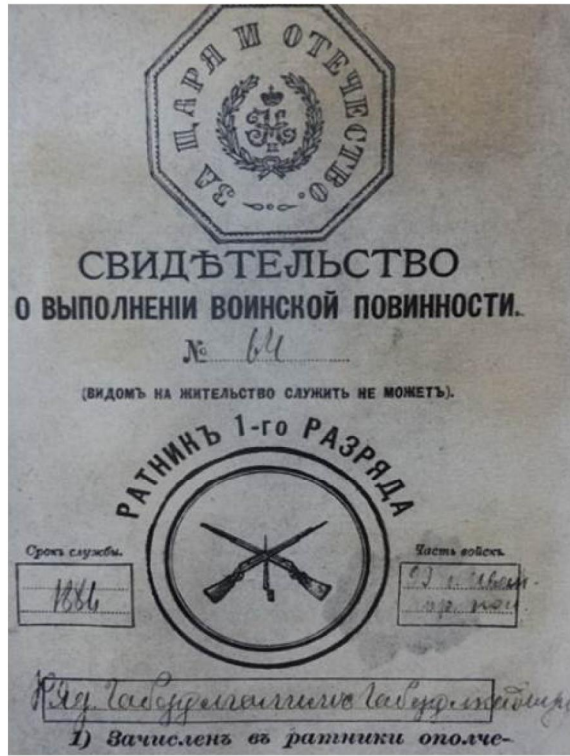 ЗА ЦАРЯ И ОТЕЧЕСТВО.
СВИДѢТЕЛЬСТВО
О ВЫПОЛНЕНІИ ВОИНСКОЙ ПОВИННОСТИ.
№ 64
(ВИДОМЪ НА ЖИТЕЛЬСТВО СЛУЖИТЬ НЕ МОЖЕТЪ).
РАТНИКЪ 1-го РАЗРЯДА
Срокъ службы.
Часть войскъ.
Ряд.
1) Зачисленъ въ ратники ополче-